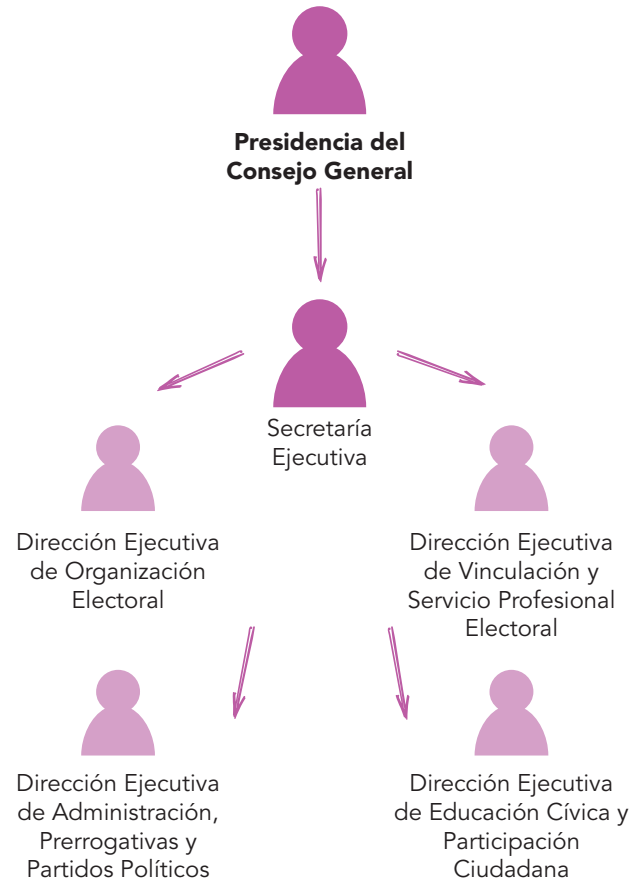 Presidencia del
Consejo General
Secretaría
Ejecutiva
Dirección Ejecutiva
de Organización
Electoral
Dirección Ejecutiva
de Vinculación y
Servicio Profesional
Electoral
Dirección Ejecutiva
de Administración,
Prerrogativas y
Partidos Políticos
Dirección Ejecutiva
de Educación Cívica y
Participación
Ciudadana